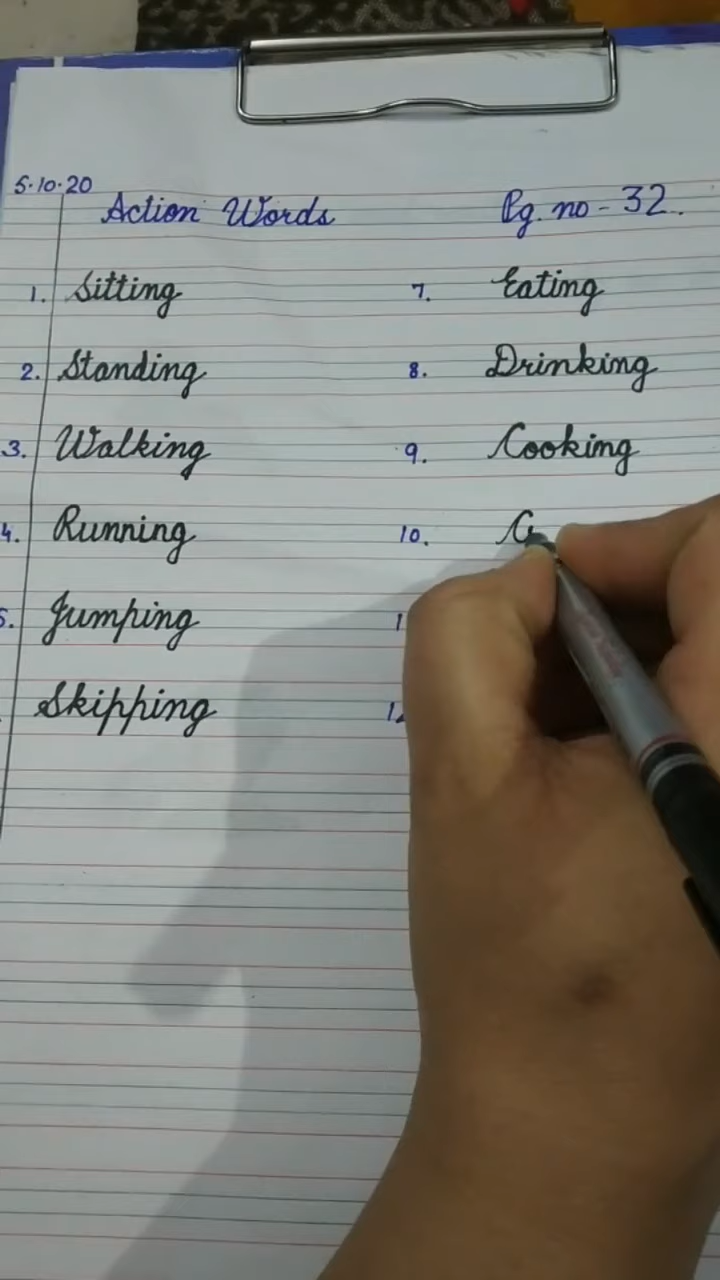 5.10.20
Action Words Pg. no - 32.
1. Sitting 7. Eating
2. Standing 8. Drinking
3. Walking 9. Cooking
4. Running 10. C
5. Jumping
Skipping